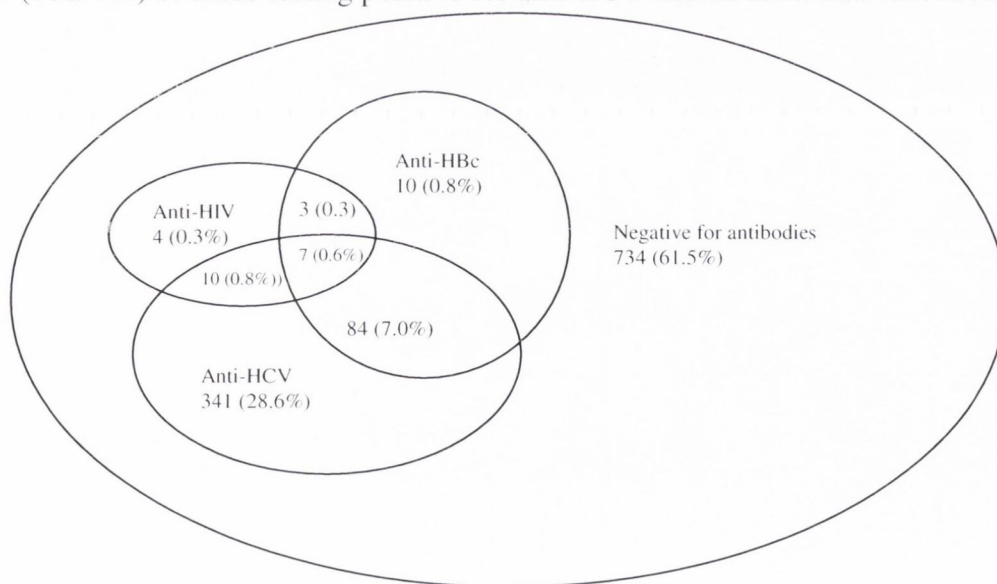 Anti-HBc
10 (0.8%)
Anti-HIV
4 (0.3%)
3 (0.3)
Negative for antibodies
734 (61.5%)
7 (0.6%)
10 (0.8%))
84 (7.0%)
Anti-HCV
341 (28.6%)